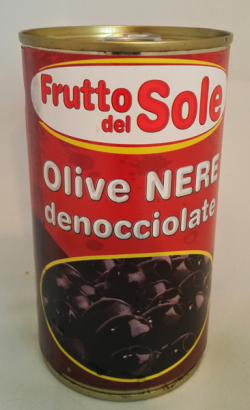 Frutto
del Sole
Olive NERE
denocciolate